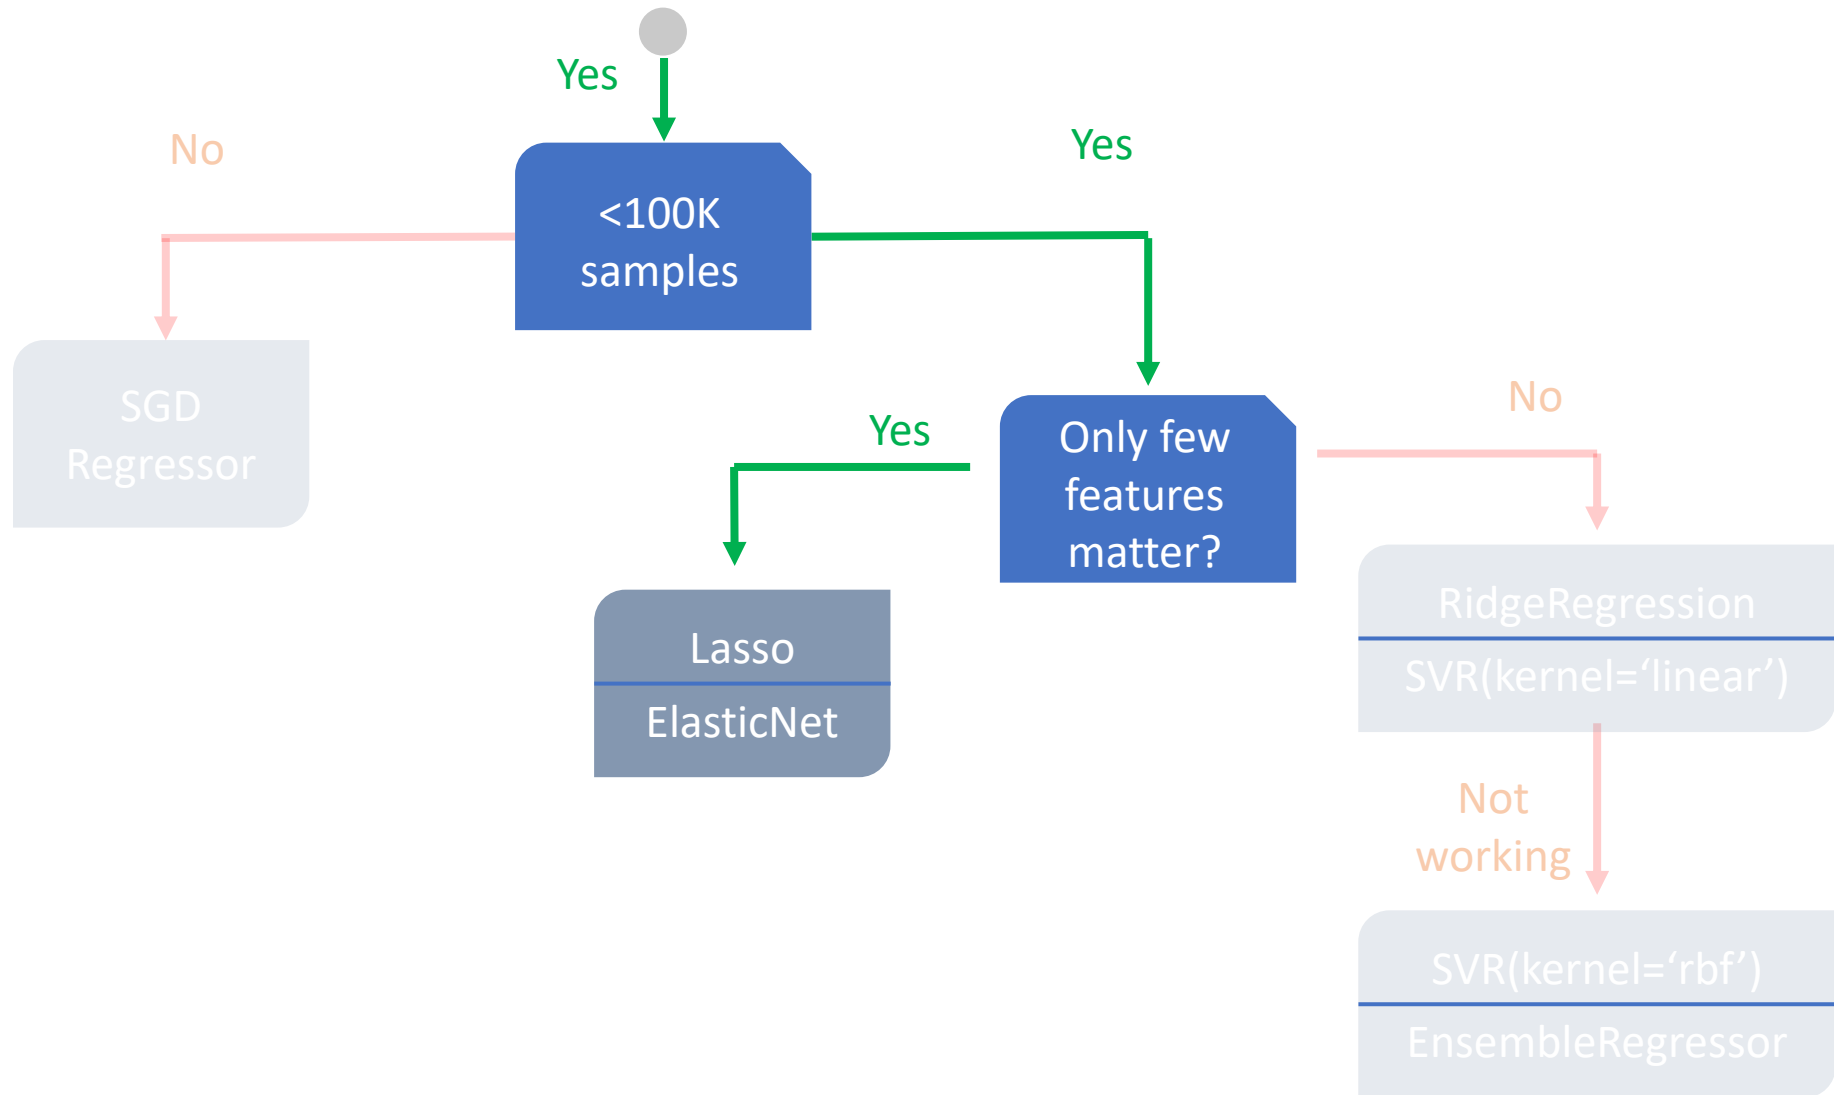 Yes
No
Yes
<100K
samples
SGD
Regressor
Yes
Only few
features
matter?
No
Lasso
ElasticNet
RidgeRegression
SVR(kernel=‘linear’)
Not
working
SVR(kernel=‘rbf’)
EnsembleRegressor